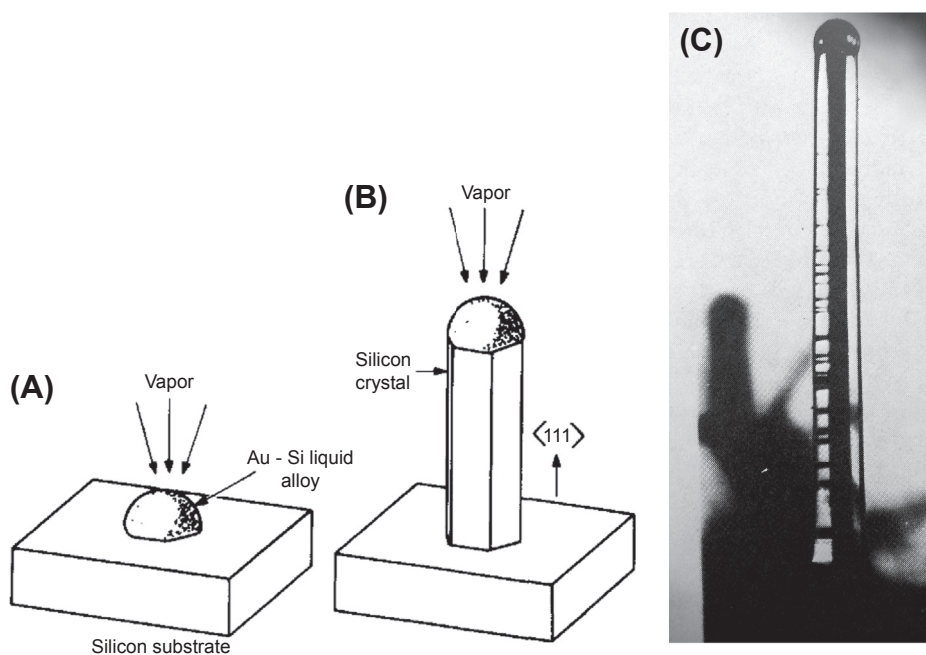 (A)
Vapor
Au - Si liquid
alloy
Silicon substrate
(B)
Vapor
Silicon
crystal
〈111〉
(C)